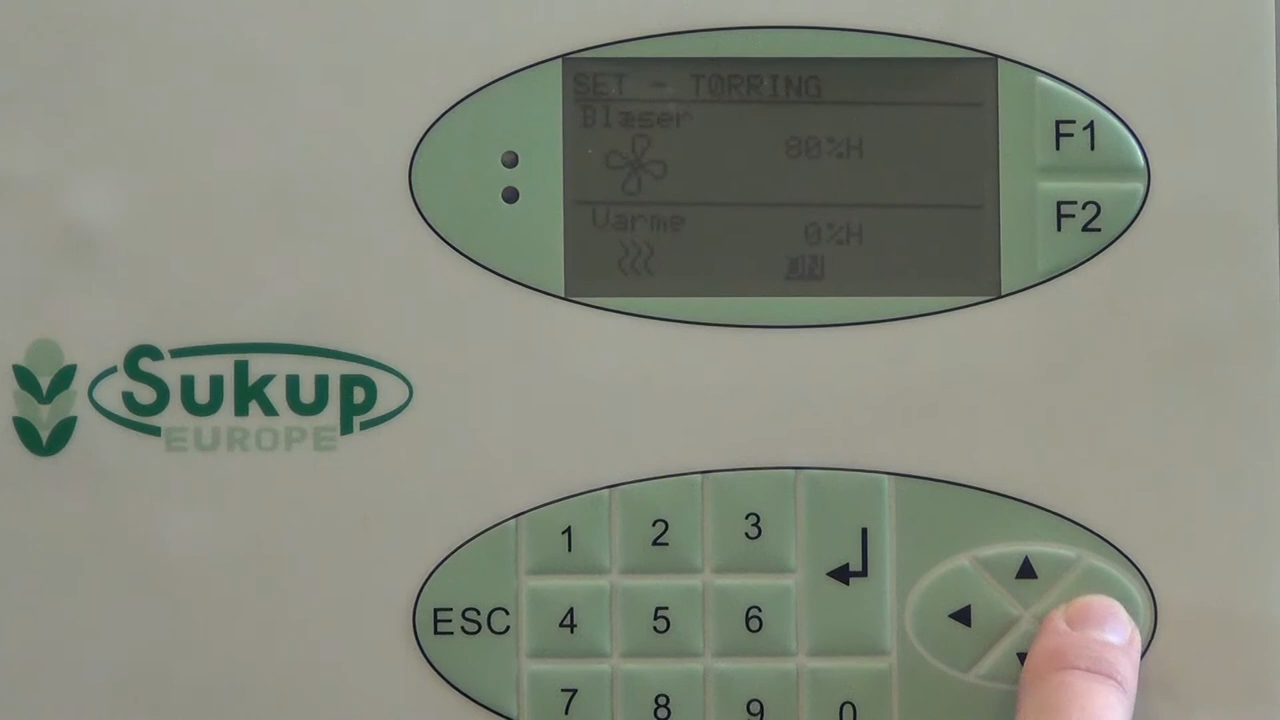 SET - TØRRING
Blæser
80%H
Varme
0%H
F1
F2
Sukup
EUROPE
1 2 3
ESC 4 5 6
7 8 9 0